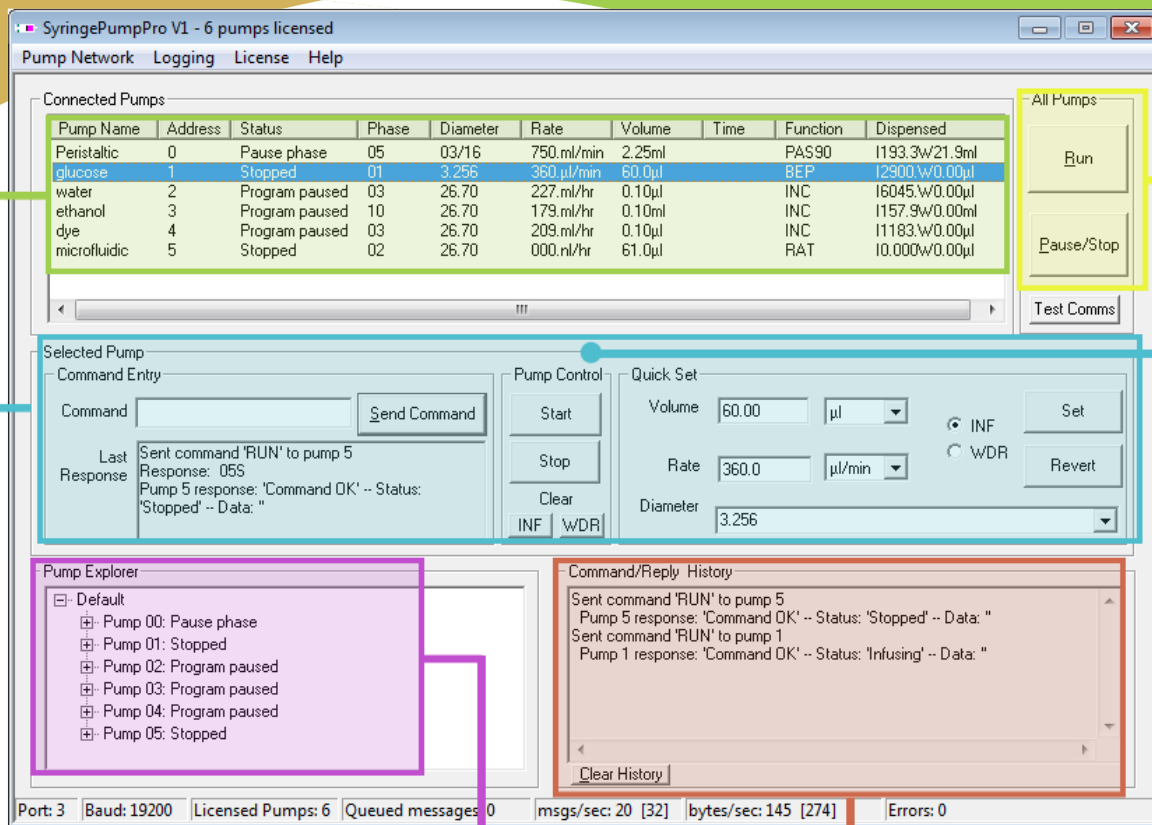 SyringePumpPro V1 - 6 pumps licensed
Pump Network Logging License Help
Connected Pumps
Pump Name Address Status Phase Diameter Rate Volume Time Function Dispensed
Peristaltic 0 Pause phase 05 03/16 750.ml/min 2.25ml PAS90 I193.3W21.9ml
glucose 1 Stopped 01 3.256 360.µl/min 60.0µl BEP I2900.W0.00µl
water 2 Program paused 03 26.70 227.ml/hr 0.10µl INC I6045.W0.00µl
ethanol 3 Program paused 10 26.70 179.ml/hr 0.10ml INC I157.9W0.00ml
dye 4 Program paused 03 26.70 209.ml/hr 0.10µl INC I1183.W0.00µl
microfluidic 5 Stopped 02 26.70 000.nl/hr 61.0µl RAT I0.000W0.00µl
All Pumps
Run
Pause/Stop
Test Comms
Selected Pump
Command Entry
Command
Send Command
Last Response
Sent command 'RUN' to pump 5
Response: 05S
Pump 5 response: 'Command OK' -- Status:
'Stopped' -- Data: ''
Pump Control
Start
Stop
Clear
INF WDR
Quick Set
Volume 60.00 µl
Rate 360.0 µl/min
Diameter 3.256
INF
WDR
Set
Revert
Pump Explorer
Default
Pump 00: Pause phase
Pump 01: Stopped
Pump 02: Program paused
Pump 03: Program paused
Pump 04: Program paused
Pump 05: Stopped
Command/Reply History
Sent command 'RUN' to pump 5
Pump 5 response: 'Command OK' -- Status: 'Stopped' -- Data: ''
Sent command 'RUN' to pump 1
Pump 1 response: 'Command OK' -- Status: 'Infusing' -- Data: ''
Clear History
Port: 3 Baud: 19200 Licensed Pumps: 6 Queued messages 0 msgs/sec: 20 [32] bytes/sec: 145 [274] Errors: 0